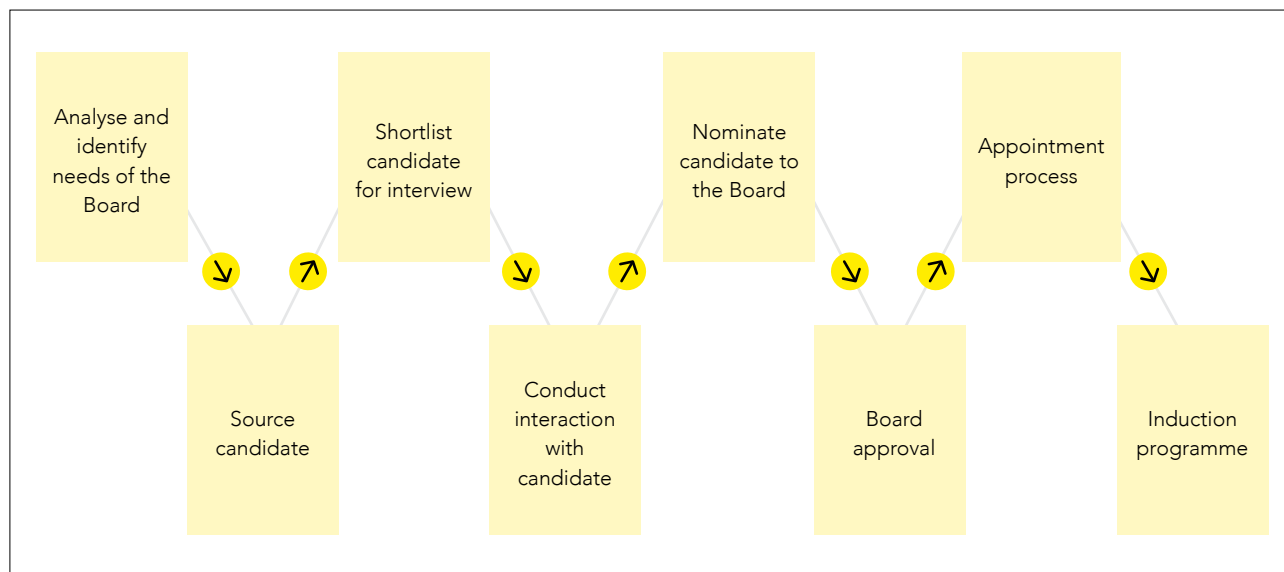 Analyse and
identify
needs of the
Board
Source
candidate
Shortlist
candidate
for interview
Conduct
interaction
with
candidate
Nominate
candidate to
the Board
Board
approval
Appointment
process
Induction
programme